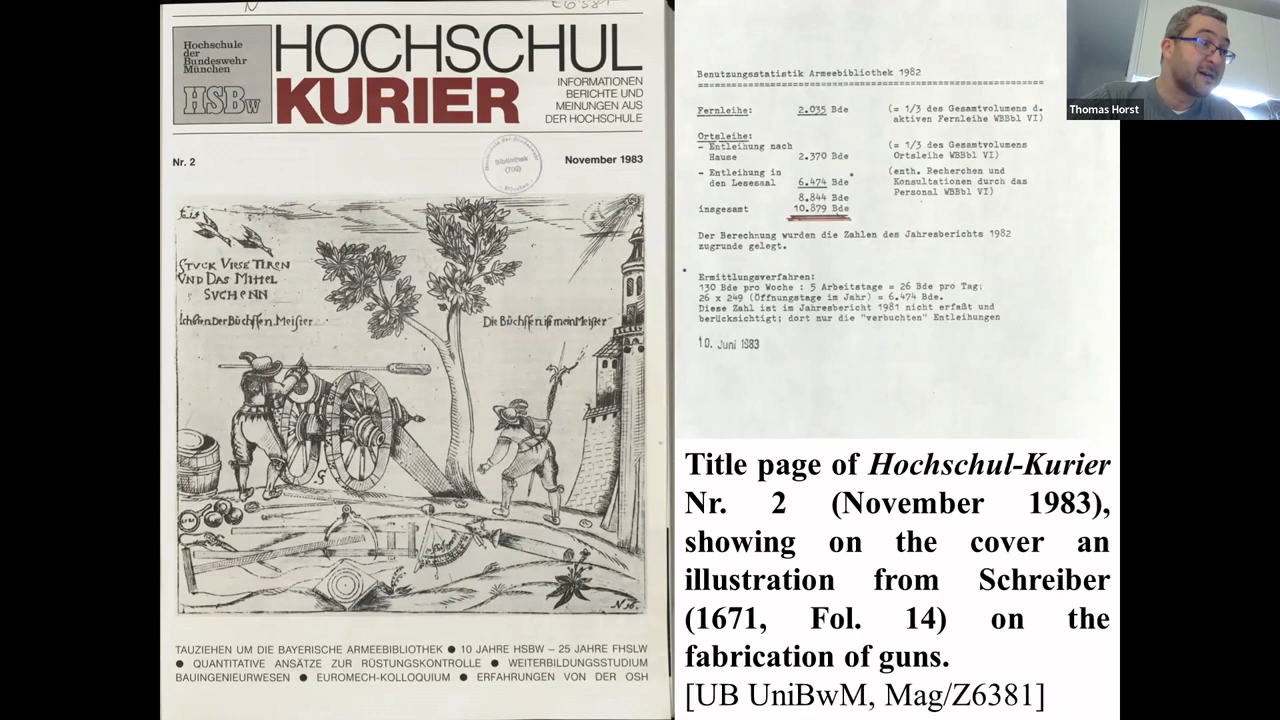 Hochschule
der
Bundeswehr
München
HSBw
HOCHSCHUL
KURIER
INFORMATIONEN
BERICHTE UND
MEINUNGEN AUS
DER HOCHSCHULE
Nr. 2
Bibliothek
(706)
November 1983
STUCK VIESE TIREN
VND DAS MITTEL
SVCHENN
Die Büchssen ist mein Meister
N 14.
TAUZIEHEN UM DIE BAYERISCHE ARMEEBIBLIOTHEK ● 10 JAHRE HSBW – 25 JAHRE FHSLW
● QUANTITATIVE ANSÄTZE ZUR RÜSTUNGSKONTROLLE ● WEITERBILDUNGSSTUDIUM
BAUINGENIEURWESEN ● EUROMECH-KOLLOQUIUM ● ERFAHRUNGEN VON DER OSH
Benutzungsstatistik Armeebibliothek 1982
Fernleihe: 2.035 Bde (= 1/3 des Gesamtvolumens d.
aktiven Fernleihe WBBbl VI)
Ortsleihe:
- Entleihung nach (= 1/3 des Gesamtvolumens
Hause 2.370 Bde Ortsleihe WBBbl VI)
- Entleihung in (enth. Recherchen und
den Lesesaal 6.474 Bde Konsultationen durch das
Personal WBBbl VI)
8.844 Bde
insgesamt 10.879 Bde
Der Berechnung wurden die Zahlen des Jahresberichts 1982
zugrunde gelegt.
Ermittlungsverfahren:
130 Bde pro Woche : 5 Arbeitstage = 26 Bde pro Tag;
26 x 249 (Öffnungstage im Jahr) = 6.474 Bde.
Diese Zahl ist im Jahresbericht 1981 nicht erfaßt und
berücksichtigt; dort nur die "verbuchten" Entleihungen
10. Juni 1983
Thomas Horst
Title page of Hochschul-Kurier
Nr. 2 (November 1983),
showing on the cover an
illustration from Schreiber
(1671, Fol. 14) on the
fabrication of guns.
[UB UniBwM, Mag/Z6381]